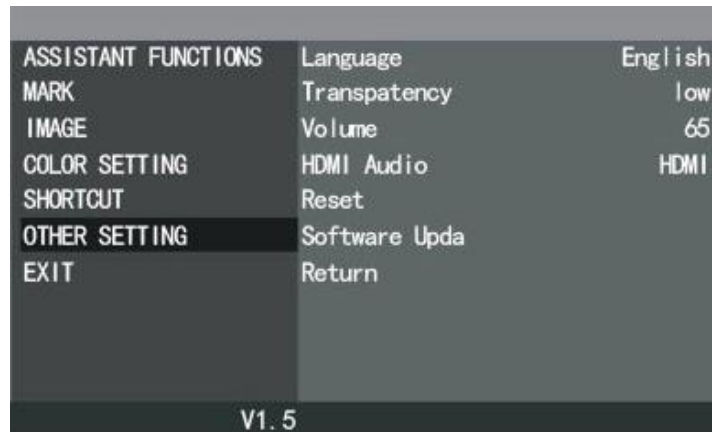 ASSISTANT FUNCTIONS Language English
MARK Transpatency low
IMAGE Volume 65
COLOR SETTING HDMI Audio HDMI
SHORTCUT Reset
OTHER SETTING Software Upda
EXIT Return
V1.5